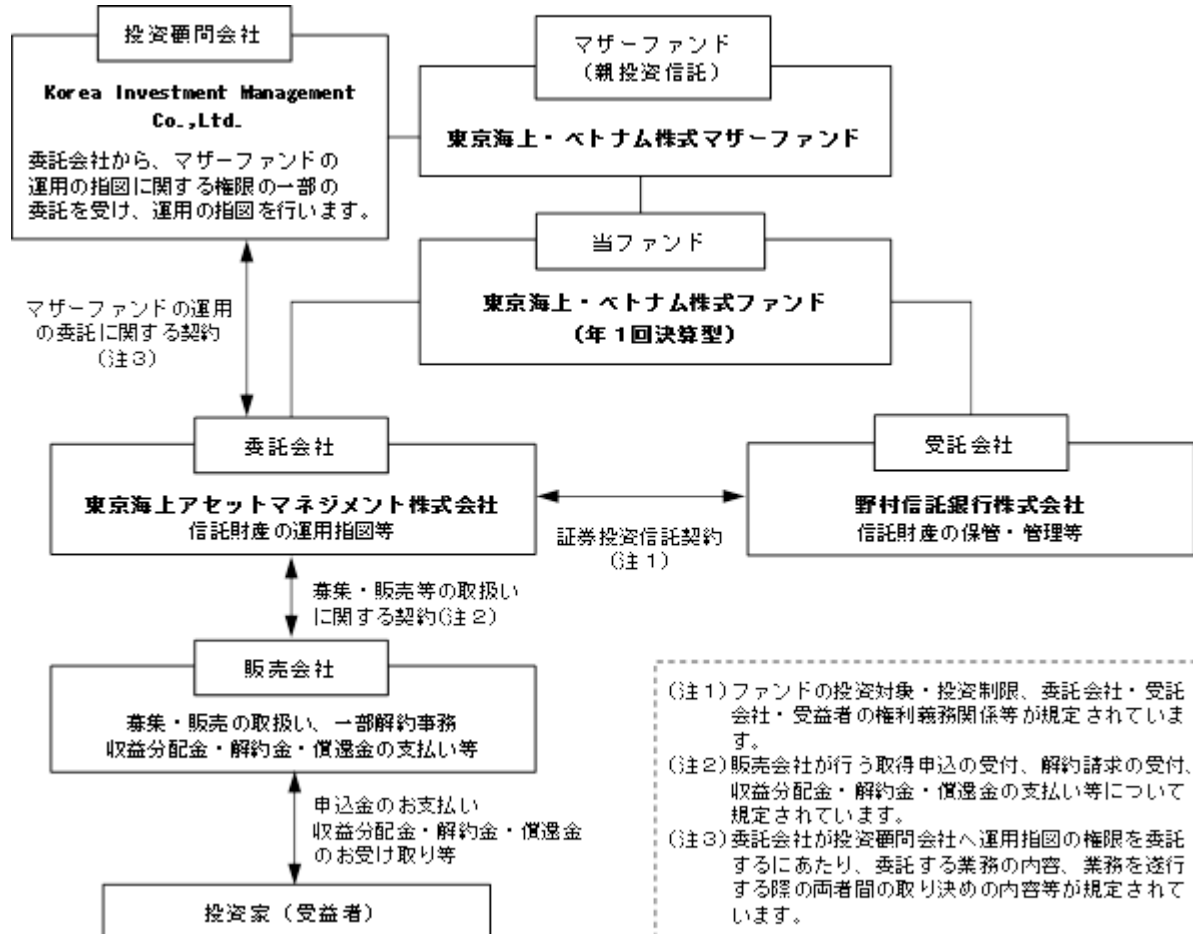 投資顧問会社
Korea Investment Management
Co.,Ltd.
委託会社から、マザーファンドの
運用の指図に関する権限の一部の
委託を受け、運用の指図を行います。
マザーファンド
（親投資信託）
東京海上・ベトナム株式マザーファンド
当ファンド
東京海上・ベトナム株式ファンド
（年１回決算型）
マザーファンドの運用
の委託に関する契約
（注３）
委託会社
東京海上アセットマネジメント株式会社
信託財産の運用指図等
証券投資信託契約
（注１）
受託会社
野村信託銀行株式会社
信託財産の保管・管理等
募集・販売等の取扱い
に関する契約（注２）
販売会社
募集・販売の取扱い、一部解約事務
収益分配金・解約金・償還金の支払い等
申込金のお支払い
収益分配金・解約金・償還金
のお受け取り等
投資家（受益者）
（注１）ファンドの投資対象・投資制限、委託会社・受託
会社・受益者の権利義務関係等が規定されていま
す。
（注２）販売会社が行う取得申込の受付、解約請求の受付、
収益分配金・解約金・償還金の支払い等について
規定されています。
（注３）委託会社が投資顧問会社へ運用指図の権限を委託
するにあたり、委託する業務の内容、業務を遂行
する際の両者間の取り決めの内容等が規定されて
います。